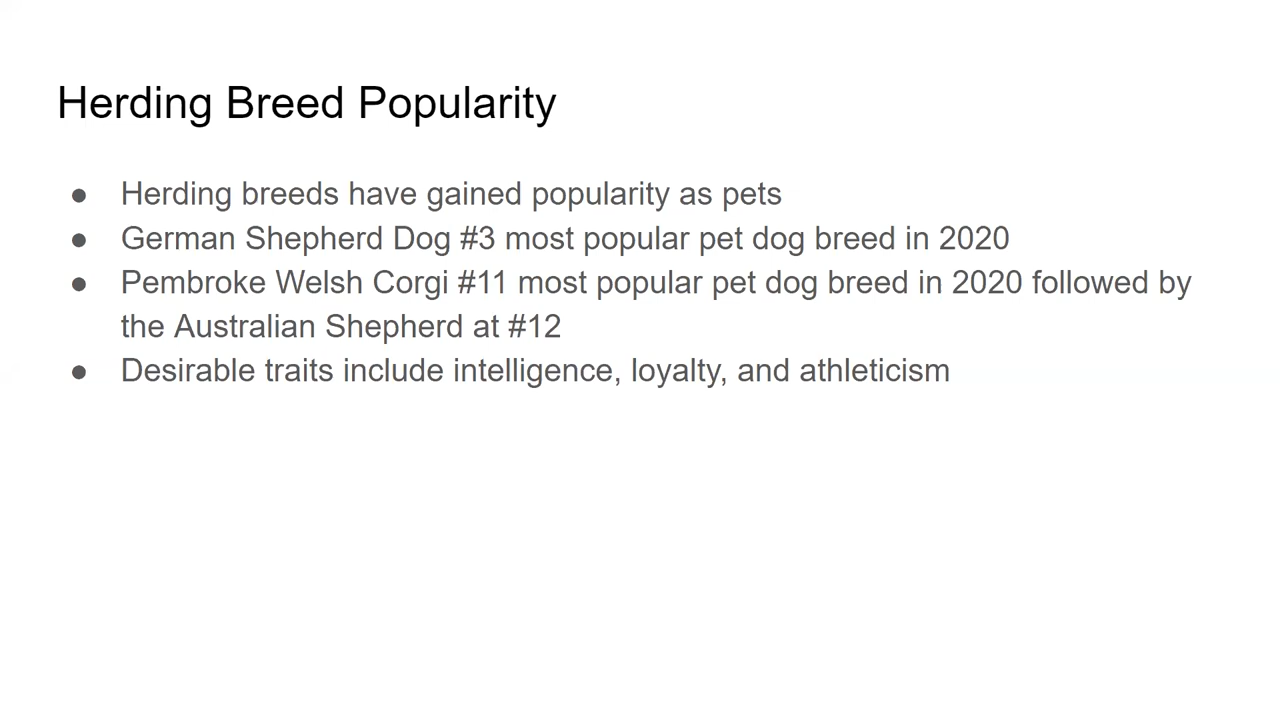 Herding Breed Popularity
● Herding breeds have gained popularity as pets
● German Shepherd Dog #3 most popular pet dog breed in 2020
● Pembroke Welsh Corgi #11 most popular pet dog breed in 2020 followed by
the Australian Shepherd at #12
● Desirable traits include intelligence, loyalty, and athleticism